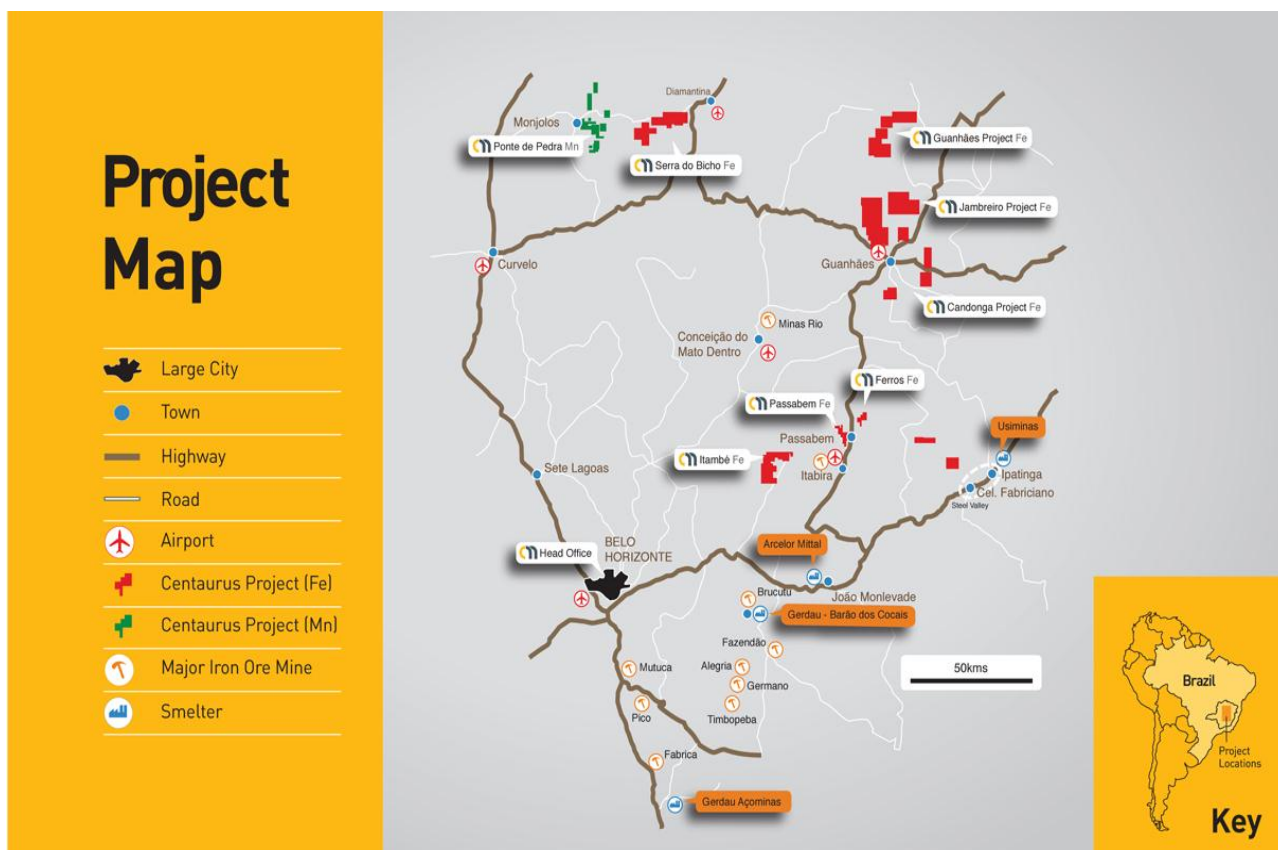 Project
Map
Large City
Town
Highway
Road
Airport
Centaurus Project (Fe)
Centaurus Project (Mn)
Major Iron Ore Mine
Smelter
Diamantina
Monjolos
Ponte de Pedra Mn
Serra do Bicho Fe
Guanhães Project Fe
Jambreiro Project Fe
Curvelo
Guanhães
Candonga Project Fe
Minas Rio
Conceição do
Mato Dentro
Ferros Fe
Passabem Fe
Usiminas
Passabem
Itambé Fe
Sete Lagoas
Itabira
Ipatinga
Cel. Fabriciano
Steel Valley
Head Office
BELO
HORIZONTE
Arcelor Mittal
João Monlevade
Brucutu
Gerdau - Barão dos Cocais
Fazendão
Mutuca
Alegria
Germano
50kms
Pico
Timbopeba
Fabrica
Gerdau Açominas
Brazil
Project
Locations
Key